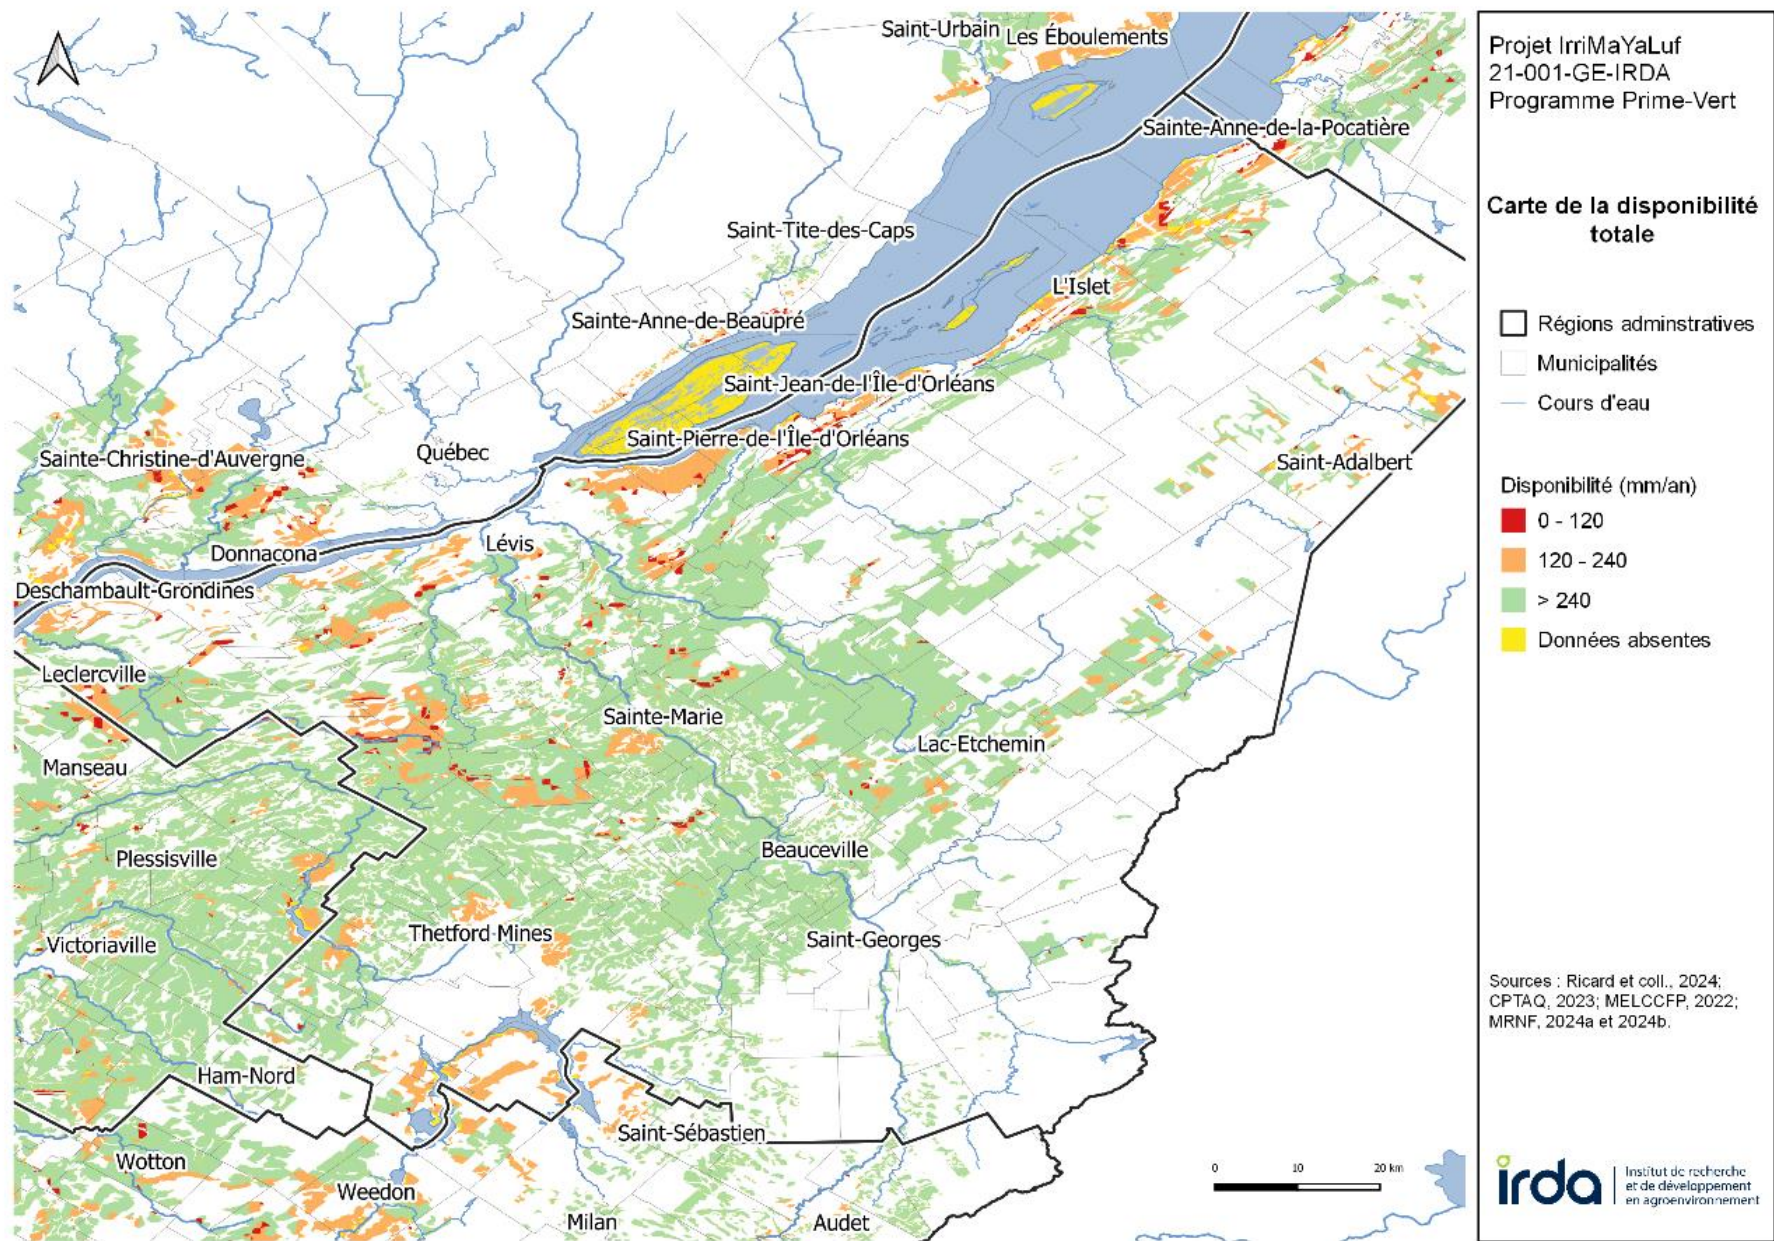 Saint-Urbain
Les Éboulements
Sainte-Anne-de-la-Pocatière
Saint-Tite-des-Caps
L'Islet
Sainte-Anne-de-Beaupré
Saint-Jean-de-l'Île-d'Orléans
Saint-Pierre-de-l'Île-d'Orléans
Québec
Sainte-Christine-d'Auvergne
Saint-Adalbert
Donnacona
Lévis
Deschambault-Grondines
Leclercville
Sainte-Marie
Lac-Etchemin
Manseau
Plessisville
Beauceville
Victoriaville
Thetford Mines
Saint-Georges
Ham-Nord
Saint-Sébastien
Wotton
Weedon
Milan
Audet
0 10 20 km
Projet IrriMaYaLuf
21-001-GE-IRDA
Programme Prime-Vert
Carte de la disponibilité
totale
Régions adminstratives
Municipalités
Cours d'eau
Disponibilité (mm/an)
0 - 120
120 - 240
> 240
Données absentes
Sources : Ricard et coll., 2024;
CPTAQ, 2023; MELCCFP, 2022;
MRNF, 2024a et 2024b.
irda
Institut de recherche
et de développement
en agroenvironnement